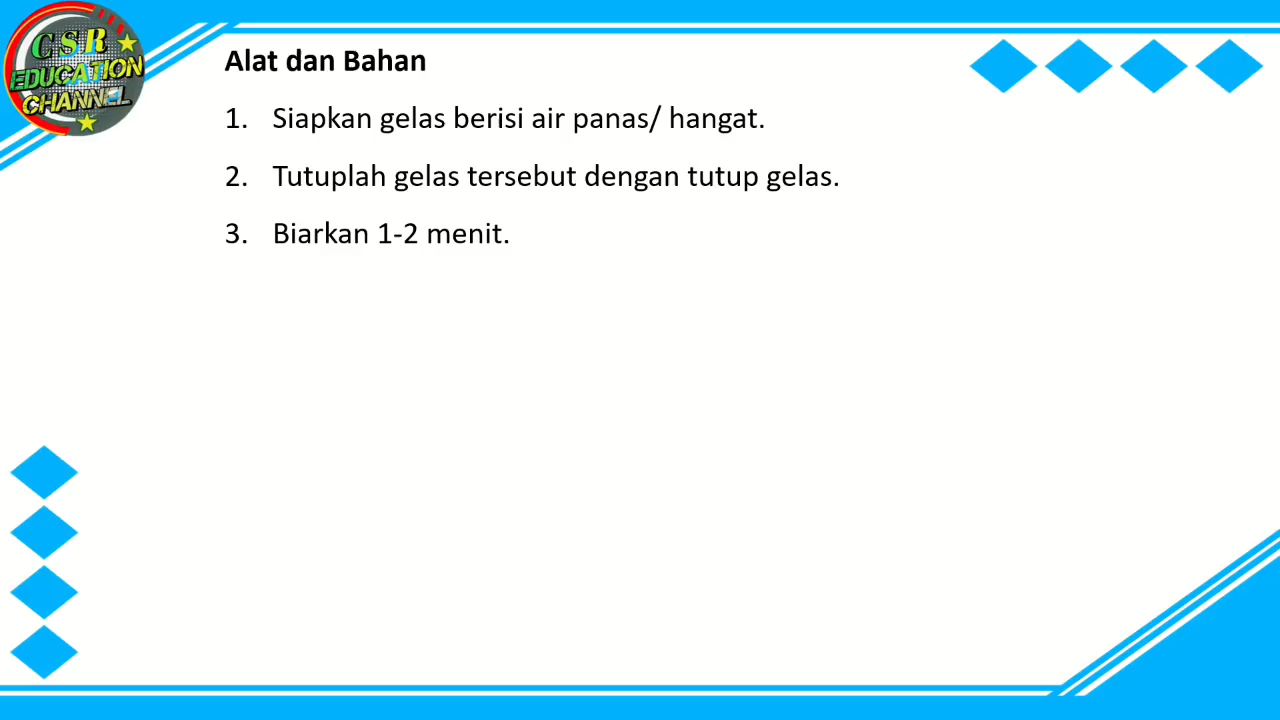 CSR
EDUCATION
CHANNEL
Alat dan Bahan
1. Siapkan gelas berisi air panas/ hangat.
2. Tutuplah gelas tersebut dengan tutup gelas.
3. Biarkan 1-2 menit.